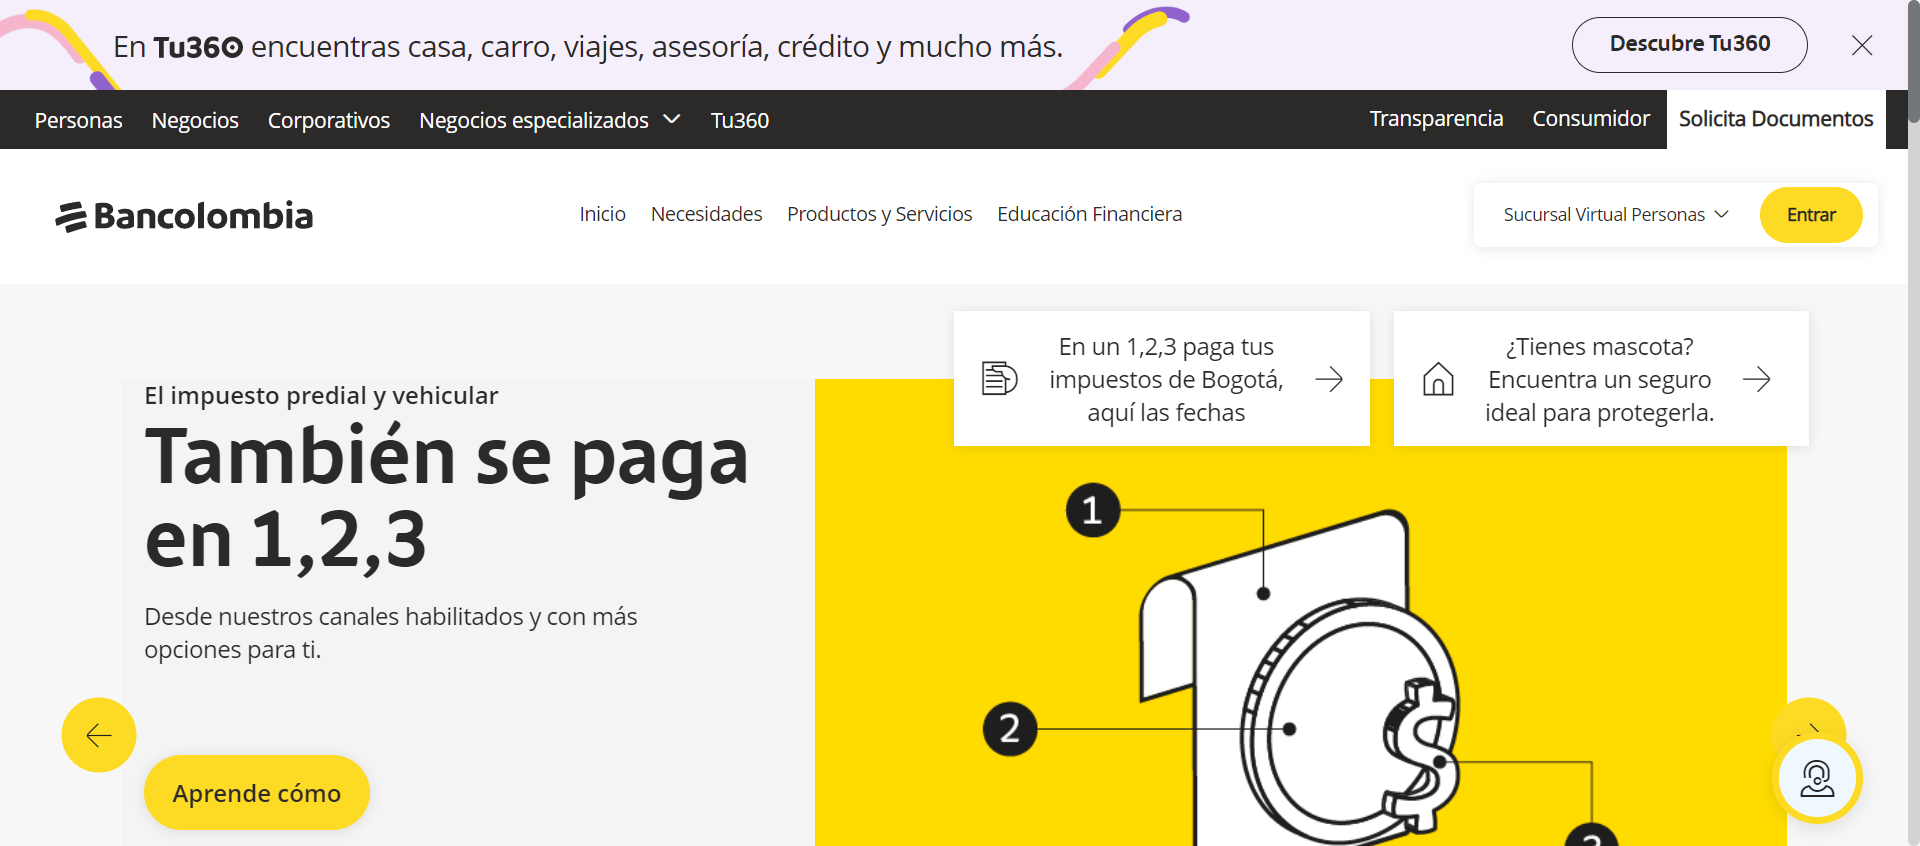 En Tu360 encuentras casa, carro, viajes, asesoría, crédito y mucho más.
Descubre Tu360
Personas
Negocios
Corporativos
Negocios especializados
Tu360
Transparencia
Consumidor
Solicita Documentos
Bancolombia
Inicio
Necesidades
Productos y Servicios
Educación Financiera
Sucursal Virtual Personas
Entrar
En un 1,2,3 paga tus
impuestos de Bogotá,
aquí las fechas
¿Tienes mascota?
Encuentra un seguro
ideal para protegerla.
El impuesto predial y vehicular
También se paga
en 1,2,3
Desde nuestros canales habilitados y con más
opciones para ti.
Aprende cómo
1
2
$
3